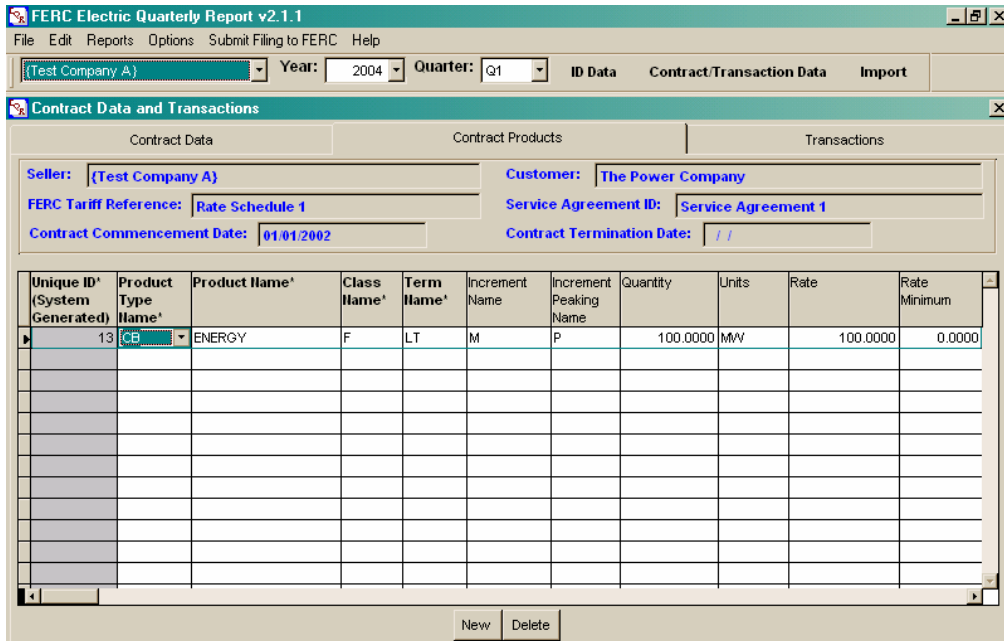 FERC Electric Quarterly Report v2.1.1
File Edit Reports Options Submit Filing to FERC Help
{Test Company A} Year: 2004 Quarter: Q1 ID Data Contract/Transaction Data Import
Contract Data and Transactions
Contract Data Contract Products Transactions
Seller: {Test Company A} Customer: The Power Company
FERC Tariff Reference: Rate Schedule 1 Service Agreement ID: Service Agreement 1
Contract Commencement Date: 01/01/2002 Contract Termination Date: / /
Unique ID* Product Product Name* Class Term Increment Increment Quantity Units Rate Rate
(System Type Name* Name* Name Peaking Minimum
Generated) Name* Name
13 CB ENERGY F LT M P 100.0000 MW 100.0000 0.0000
New Delete